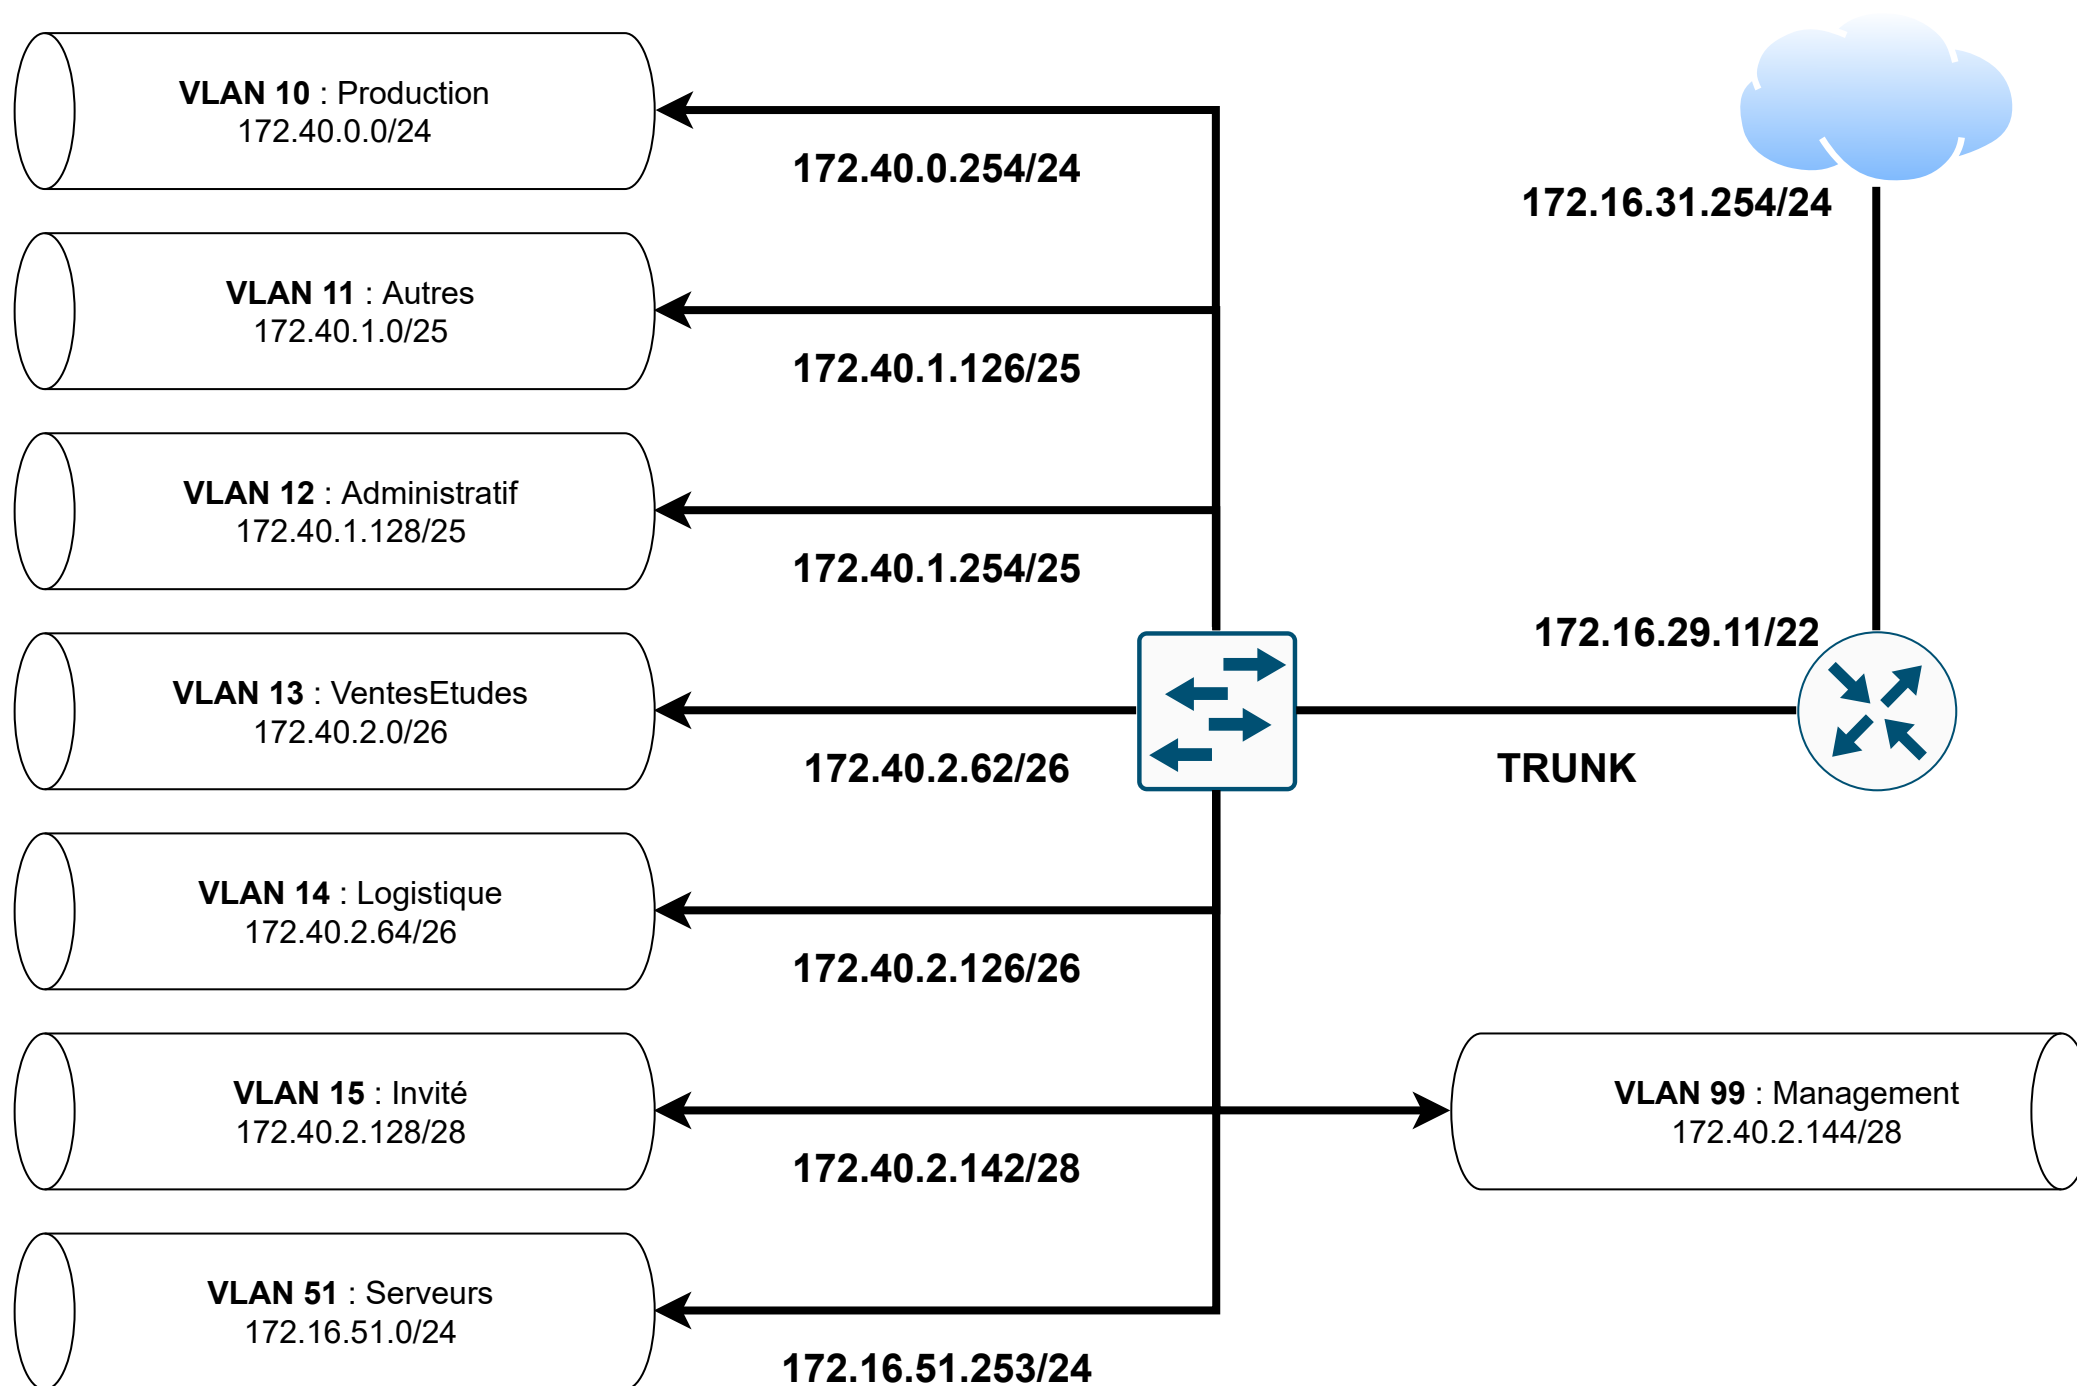 VLAN 10 : Production
172.40.0.0/24
172.40.0.254/24
172.16.31.254/24
VLAN 11 : Autres
172.40.1.0/25
172.40.1.126/25
VLAN 12 : Administratif
172.40.1.128/25
172.40.1.254/25
172.16.29.11/22
VLAN 13 : VentesEtudes
172.40.2.0/26
172.40.2.62/26
TRUNK
VLAN 14 : Logistique
172.40.2.64/26
172.40.2.126/26
VLAN 15 : Invité
172.40.2.128/28
172.40.2.142/28
VLAN 99 : Management
172.40.2.144/28
VLAN 51 : Serveurs
172.16.51.0/24
172.16.51.253/24